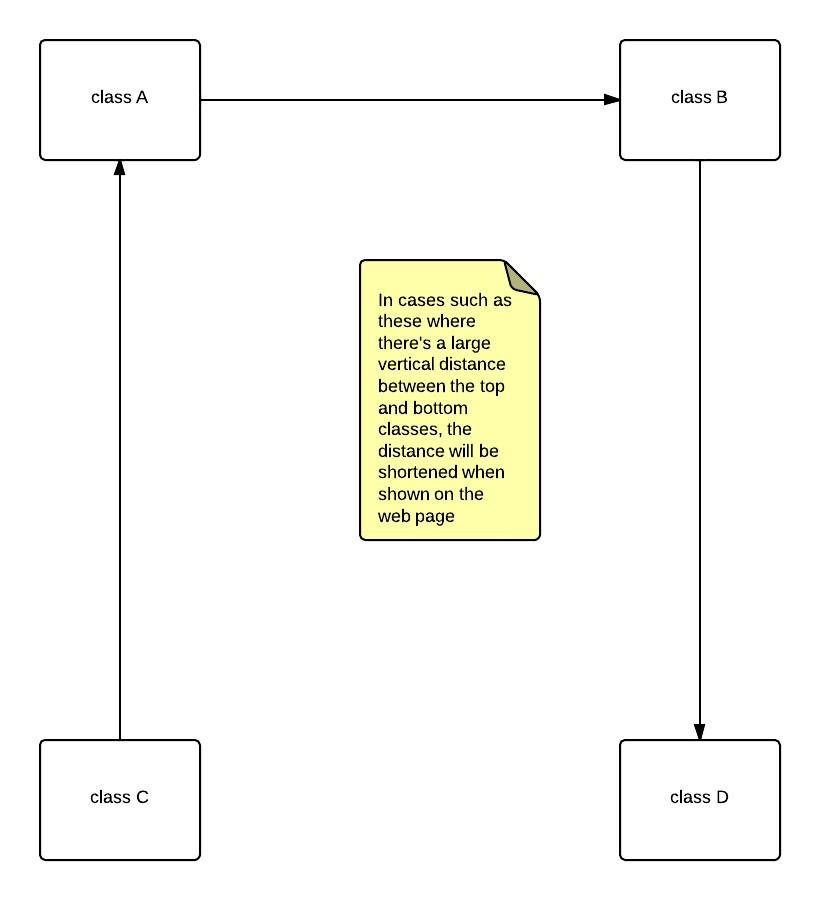 class A
class B
In cases such as
these where
there's a large
vertical distance
between the top
and bottom
classes, the
distance will be
shortened when
shown on the
web page
class C
class D